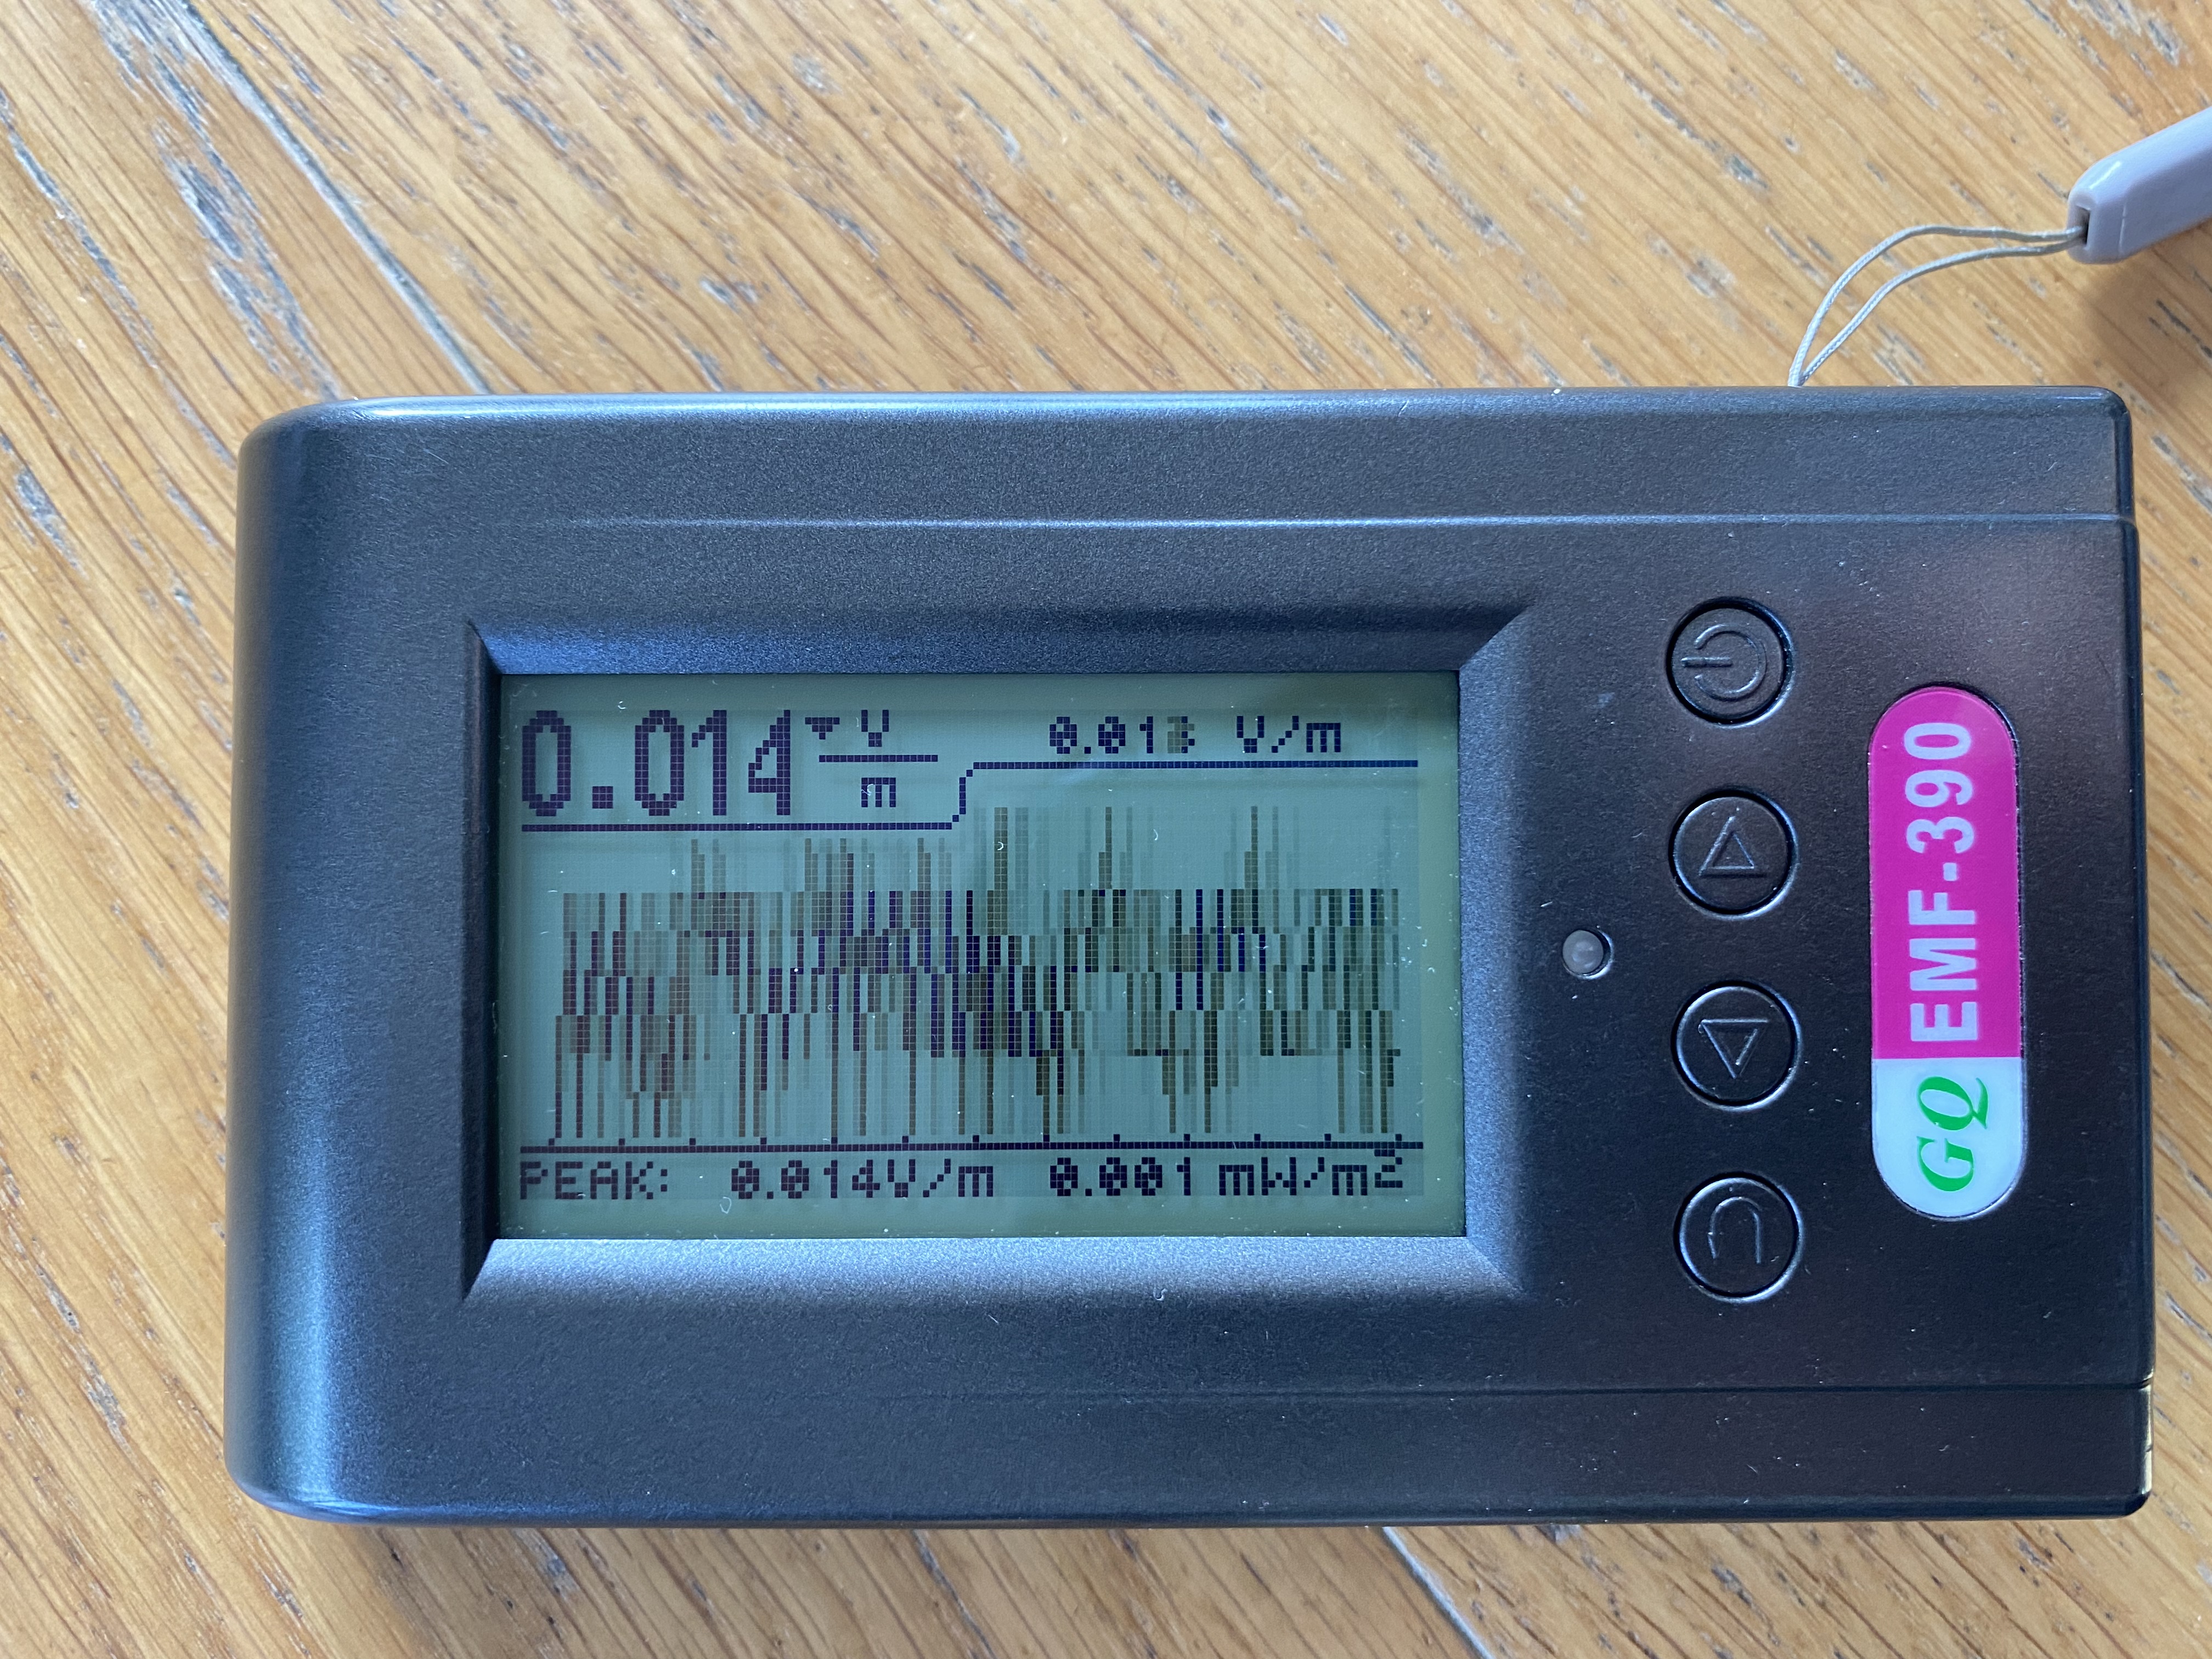 0.014 V/m
V/m
PEAK: 0.014V/m 0.001 mW/m²
GQ EMF-390